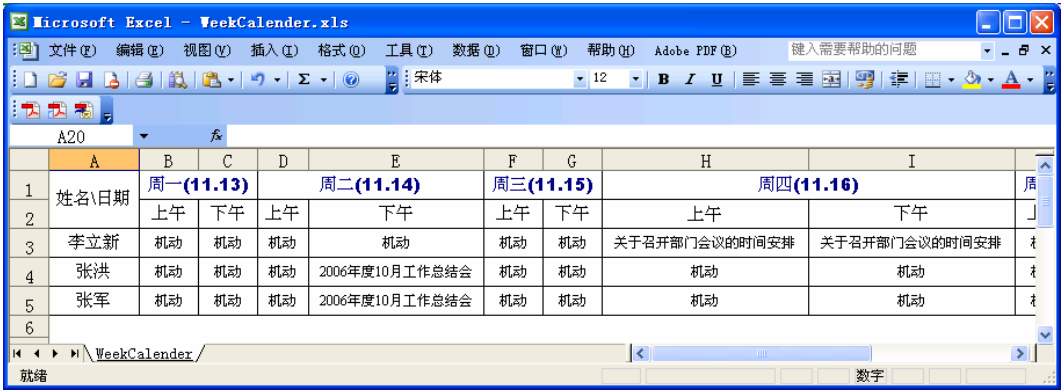 Microsoft Excel - WeekCalender.xls
文件(F) 编辑(E) 视图(V) 插入(I) 格式(O) 工具(T) 数据(D) 窗口(W) 帮助(H) Adobe PDF(B) 键入需要帮助的问题
宋体 12 B I U A
A20 fx
A B C D E F G H I
1 姓名\日期 周一(11.13) 周二(11.14) 周三(11.15) 周四(11.16)
2 上午 下午 上午 下午 上午 下午 上午 下午
3 李立新 机动 机动 机动 机动 机动 机动 关于召开部门会议的时间安排 关于召开部门会议的时间安排
4 张洪 机动 机动 机动 2006年度10月工作总结会 机动 机动 机动 机动
5 张军 机动 机动 机动 2006年度10月工作总结会 机动 机动 机动 机动
6
WeekCalender
就绪 数字